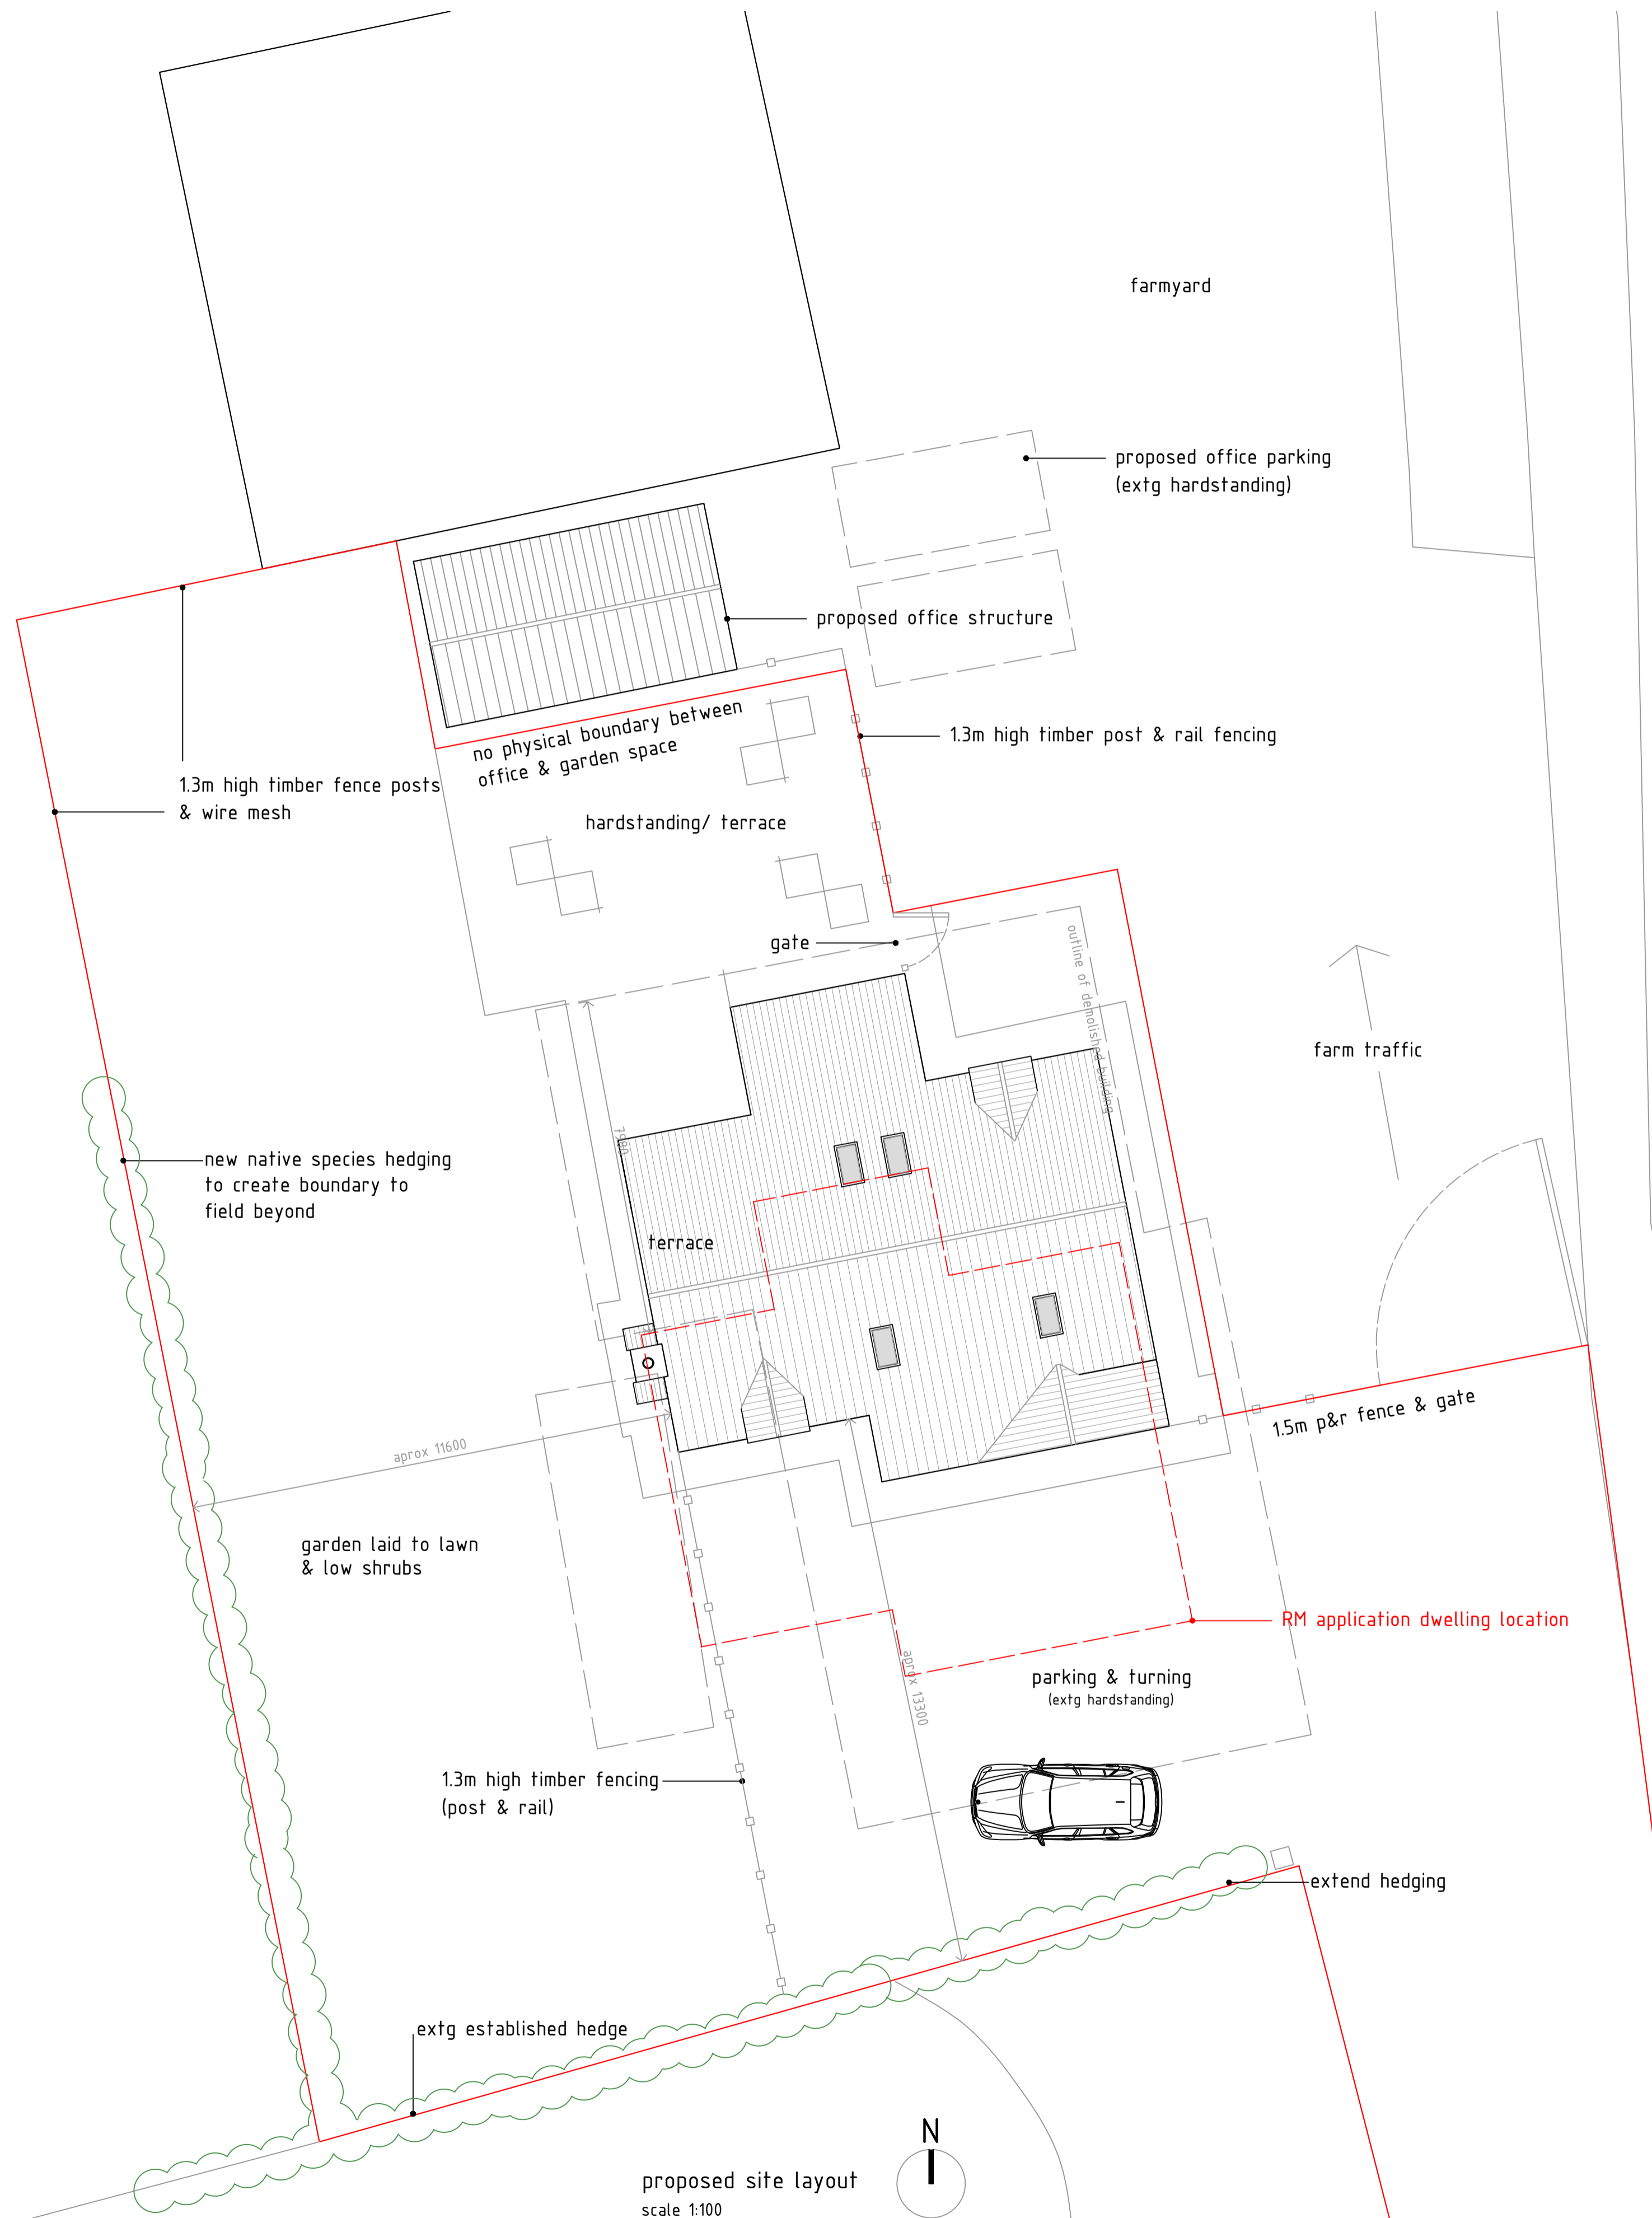 farmyard
proposed office parking
(extg hardstanding)
proposed office structure
no physical boundary between
office & garden space
1.3m high timber post & rail fencing
1.3m high timber fence posts
& wire mesh
hardstanding/ terrace
gate
outline of demolished building
farm traffic
7980
new native species hedging
to create boundary to
field beyond
terrace
1.5m p&r fence & gate
aprox 11600
garden laid to lawn
& low shrubs
RM application dwelling location
aprox 13300
parking & turning
(extg hardstanding)
1.3m high timber fencing
(post & rail)
extend hedging
extg established hedge
N
proposed site layout
scale 1:100